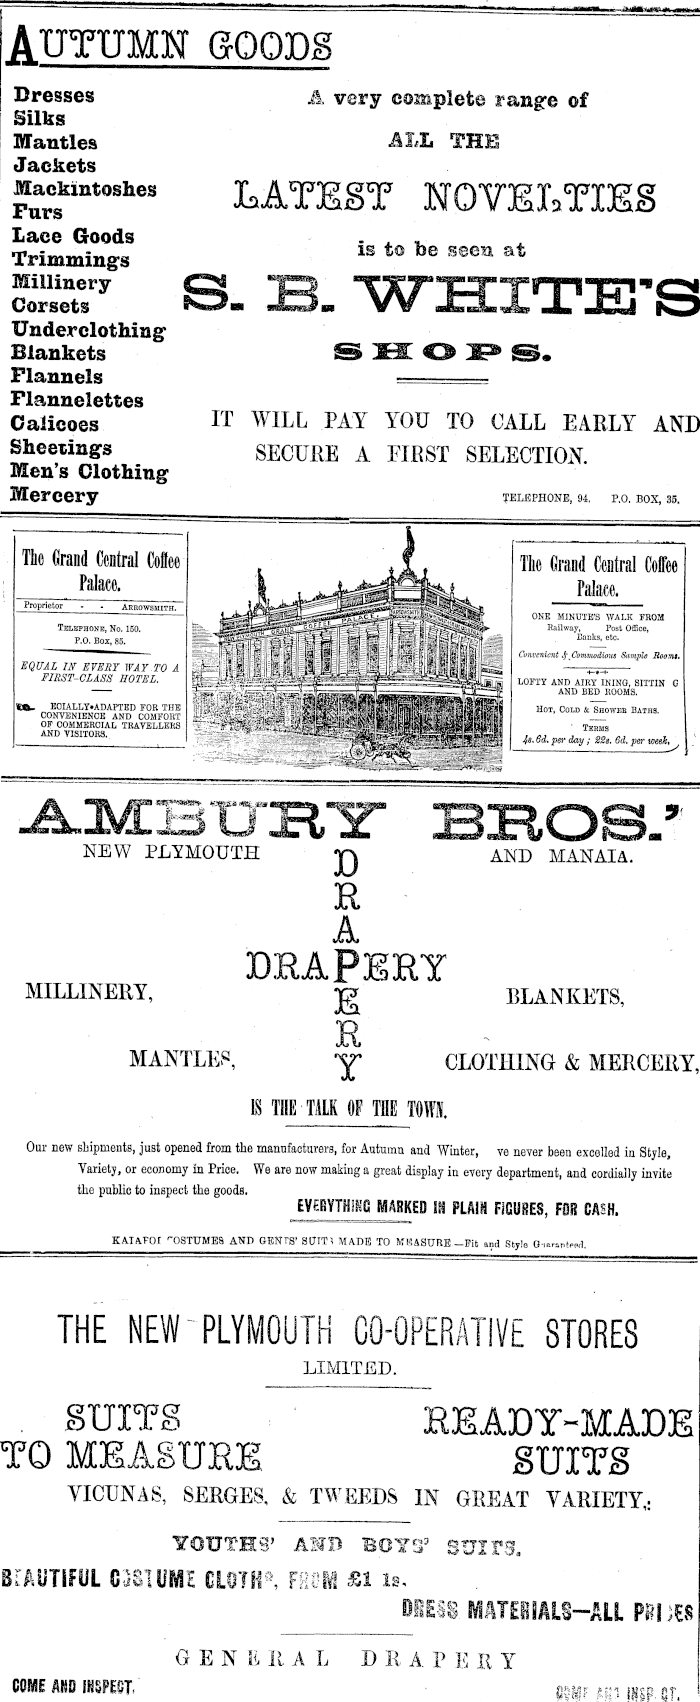 AUTUMN GOODS
Dresses
Silks
Mantles
Jackets
Mackintoshes
Furs
Lace Goods
Trimmings
Millinery
Corsets
Underclothing
Blankets
Flannels
Flannelettes
Calicoes
Sheetings
Men's Clothing
Mercery
A very complete range of
ALL THE
LATEST NOVELTIES
is to be seen at
S. B. WHITE'S
SHOPS.
IT WILL PAY YOU TO CALL EARLY AND
SECURE A FIRST SELECTION.
TELEPHONE, 94. P.O. BOX, 35.
The Grand Central Coffee
Palace.
Proprietor - - ARROWSMITH.
TELEPHONE, No. 150.
P.O. Box, 85.
EQUAL IN EVERY WAY TO A
FIRST-CLASS HOTEL.
ECIALLY ADAPTED FOR THE
CONVENIENCE AND COMFORT
OF COMMERCIAL TRAVELLERS
AND VISITORS.
COFFEE PALACE
The Grand Central Coffee
Palace.
ONE MINUTE'S WALK FROM
Railway, Post Office,
Banks, etc.
Convenient & Commodious Sample Rooms.
LOFTY AND AIRY INING, SITTIN G
AND BED ROOMS.
HOT, COLD & SHOWER BATHS.
TERMS
4s. 6d. per day ; 22s. 6d. per week,
AMBURY BROS.'
NEW PLYMOUTH AND MANAIA.
D
R
A
DRAPERY
E
R
Y
MILLINERY, BLANKETS,
MANTLES, CLOTHING & MERCERY,
IS THE TALK OF THE TOWN.
Our new shipments, just opened from the manufacturers, for Autumn and Winter, ve never been excelled in Style,
Variety, or economy in Price. We are now making a great display in every department, and cordially invite
the public to inspect the goods.
EVERYTHING MARKED IN PLAIN FIGURES, FOR CASH.
KAIAPOI COSTUMES AND GENTS' SUITS MADE TO MEASURE—Fit and Style Guaranteed.
THE NEW PLYMOUTH CO-OPERATIVE STORES
LIMITED.
SUITS
TO MEASURE
READY-MADE
SUITS
VICUNAS, SERGES, & TWEEDS IN GREAT VARIETY,:
YOUTHS' AND BOYS' SUITS.
BEAUTIFUL COSTUME CLOTHS, FROM £1 1s.
DRESS MATERIALS—ALL PRICES
GENERAL DRAPERY
COME AND INSPECT. COME AND INSPECT.